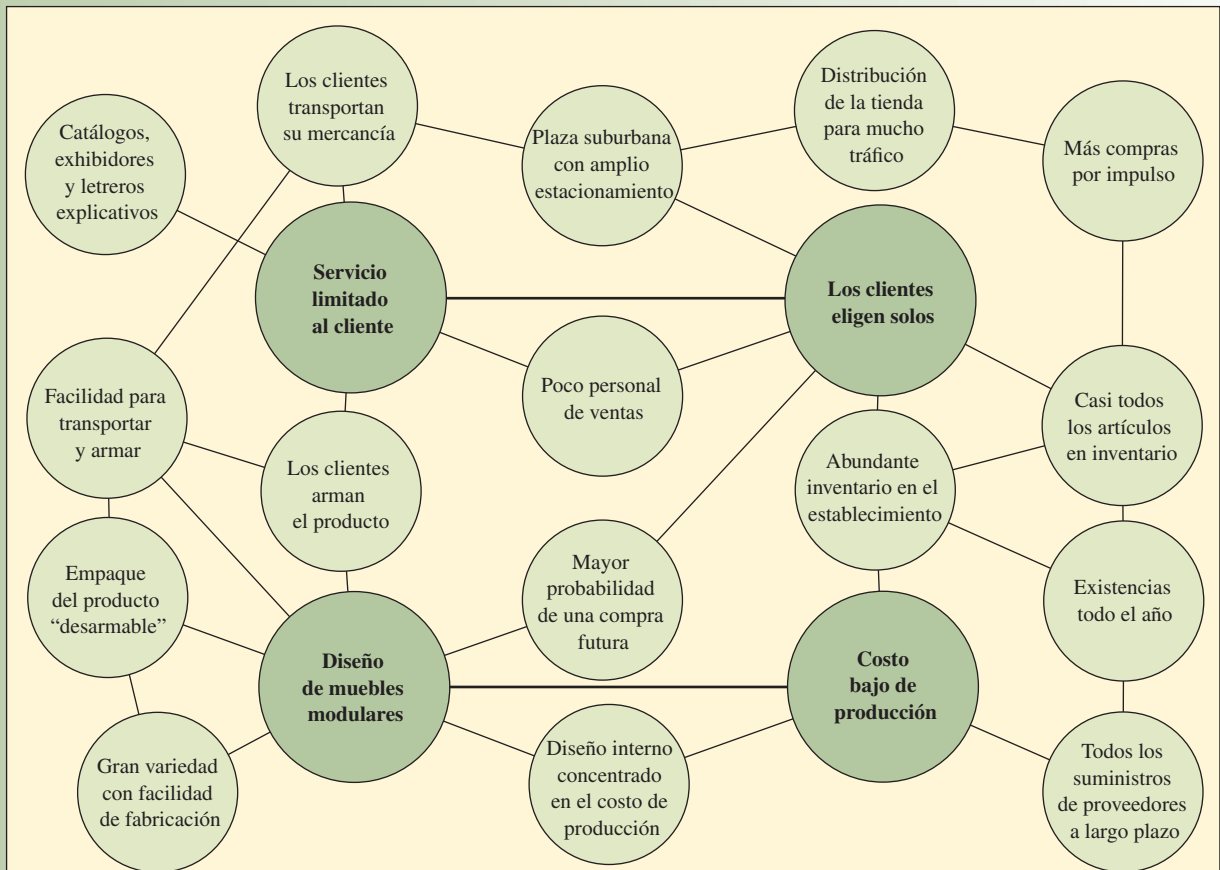 Los clientes
transportan
su mercancía
Distribución
de la tienda
para mucho
tráfico
Catálogos,
exhibidores
y letreros
explicativos
Plaza suburbana
con amplio
estacionamiento
Más compras
por impulso
Servicio
limitado
al cliente
Los clientes
eligen solos
Facilidad para
transportar
y armar
Poco personal
de ventas
Casi todos
los artículos
en inventario
Los clientes
arman
el producto
Abundante
inventario en el
establecimiento
Empaque
del producto
“desarmable”
Mayor
probabilidad
de una compra
futura
Existencias
todo el año
Diseño
de muebles
modulares
Costo
bajo de
producción
Gran variedad
con facilidad
de fabricación
Diseño interno
concentrado
en el costo de
producción
Todos los
suministros
de proveedores
a largo plazo